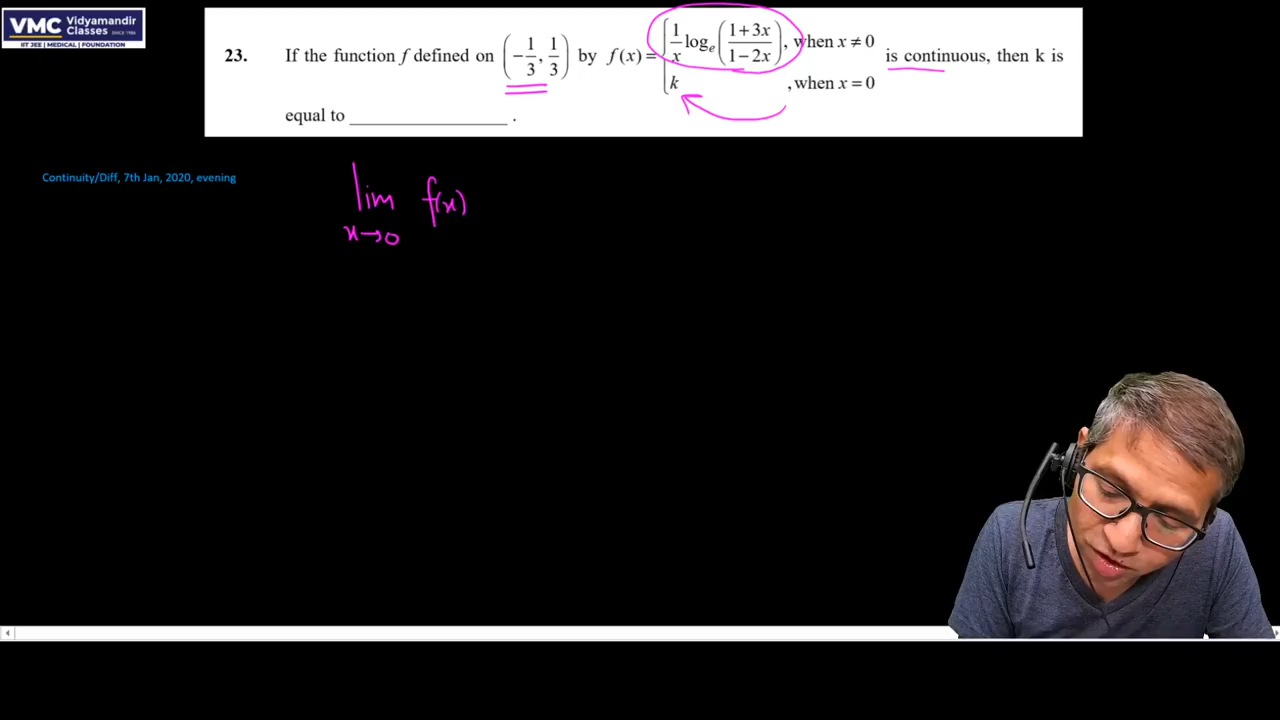 VMC Vidyamandir Classes SINCE 1986
IIT JEE | MEDICAL | FOUNDATION
23. If the function f defined on (-1/3, 1/3) by f(x) = { 1/x logₑ((1+3x)/(1−2x)), when x ≠ 0
k , when x = 0 is continuous, then k is
equal to ________________ .
Continuity/Diff, 7th Jan, 2020, evening
lim f(x)
x→0